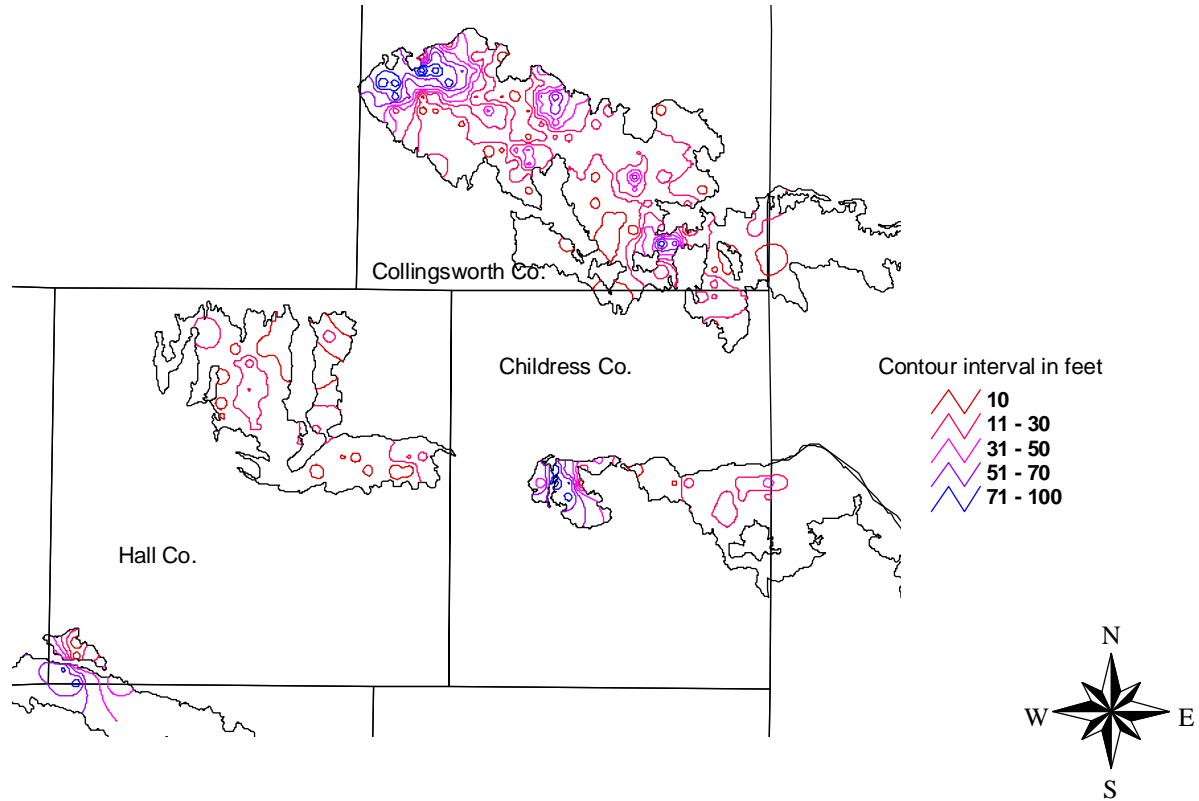 Collingsworth Co.
Childress Co.
Contour interval in feet
10
11 - 30
31 - 50
51 - 70
71 - 100
Hall Co.
N
W E
S